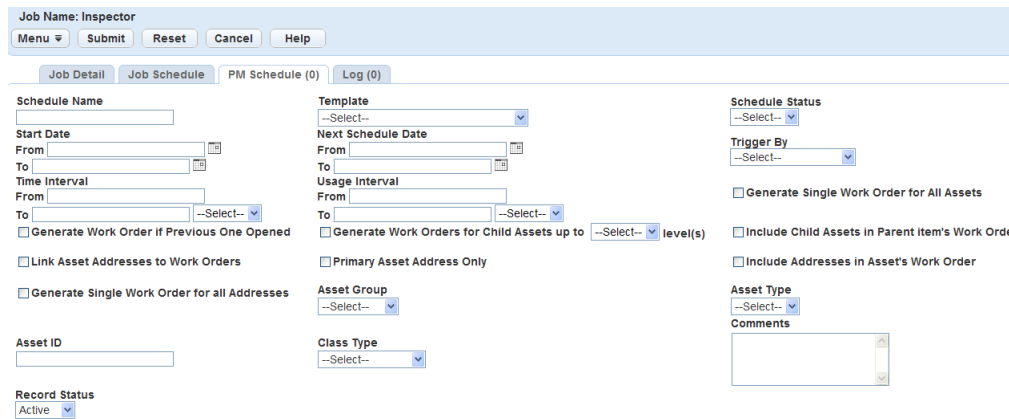 Job Name: Inspector
Menu Submit Reset Cancel Help
Job Detail Job Schedule PM Schedule (0) Log (0)
Schedule Name Template Schedule Status
--Select-- --Select--
Start Date Next Schedule Date
From From Trigger By
To To --Select--
Time Interval Usage Interval
From From Generate Single Work Order for All Assets
To --Select-- To --Select--
Generate Work Order if Previous One Opened Generate Work Orders for Child Assets up to --Select-- level(s) Include Child Assets in Parent item's Work Orde
Link Asset Addresses to Work Orders Primary Asset Address Only Include Addresses in Asset's Work Order
Generate Single Work Order for all Addresses Asset Group Asset Type
--Select-- --Select--
Comments
Asset ID Class Type
--Select--
Record Status
Active